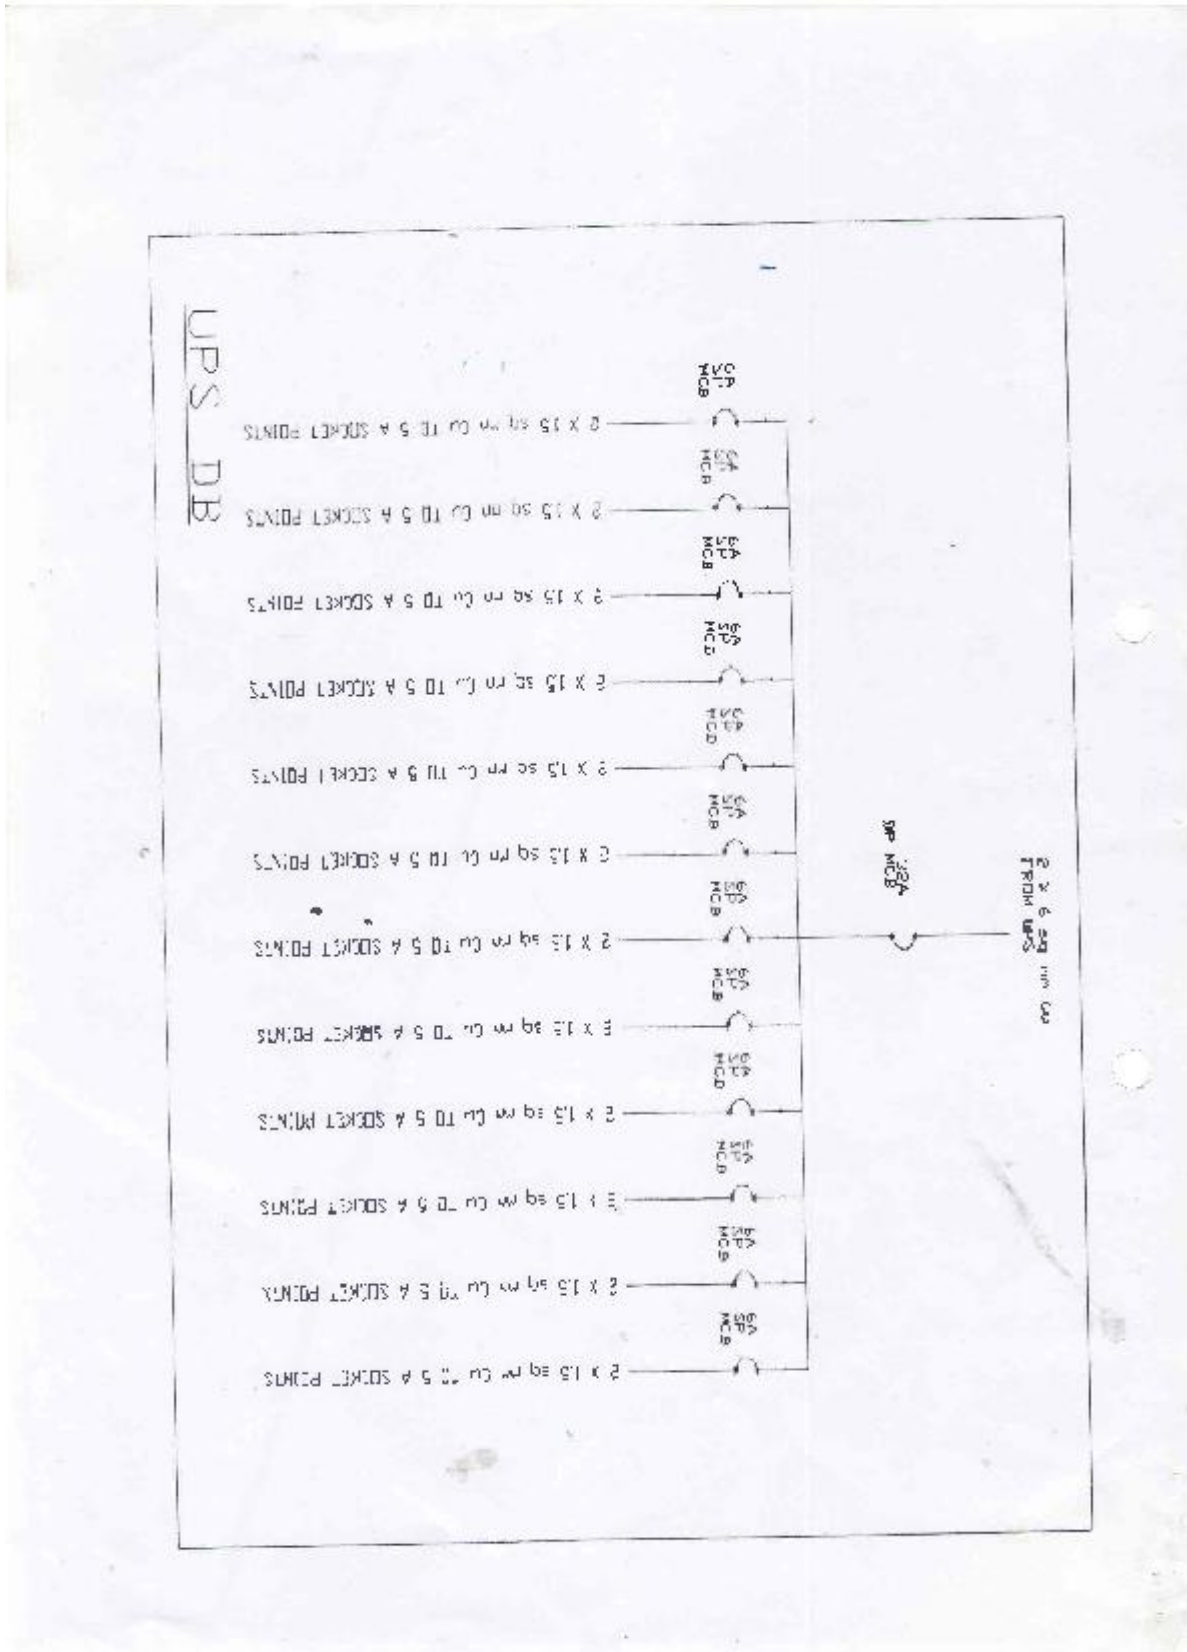 2 X 6 sq mm Cu
FROM UPS
32A
DP MCB
6A
SP
MCB
6A
SP
MCB
6A
SP
MCB
6A
SP
MCB
6A
SP
MCB
6A
SP
MCB
6A
SP
MCB
6A
SP
MCB
6A
SP
MCB
6A
SP
MCB
6A
SP
MCB
6A
SP
MCB
2 X 1.5 sq mm Cu TO 5 A SOCKET POINTS
2 X 1.5 sq mm Cu TO 5 A SOCKET POINTS
2 X 1.5 sq mm Cu TO 5 A SOCKET POINTS
2 X 1.5 sq mm Cu TO 5 A SOCKET POINTS
2 X 1.5 sq mm Cu TO 5 A SOCKET POINTS
2 X 1.5 sq mm Cu TO 5 A SOCKET POINTS
2 X 1.5 sq mm Cu TO 5 A SOCKET POINTS
2 X 1.5 sq mm Cu TO 5 A SOCKET POINTS
2 X 1.5 sq mm Cu TO 5 A SOCKET POINTS
2 X 1.5 sq mm Cu TO 5 A SOCKET POINTS
2 X 1.5 sq mm Cu TO 5 A SOCKET POINTS
2 X 1.5 sq mm Cu TO 5 A SOCKET POINTS
UPS DB